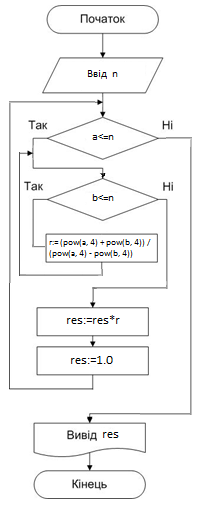 Початок
Ввід n
Так
Ні
a<=n
Так
Ні
b<=n
r:=(pow(a, 4) + pow(b, 4)) /
(pow(a, 4) - pow(b, 4))
res:=res*r
res:=1.0
Вивід res
Кінець